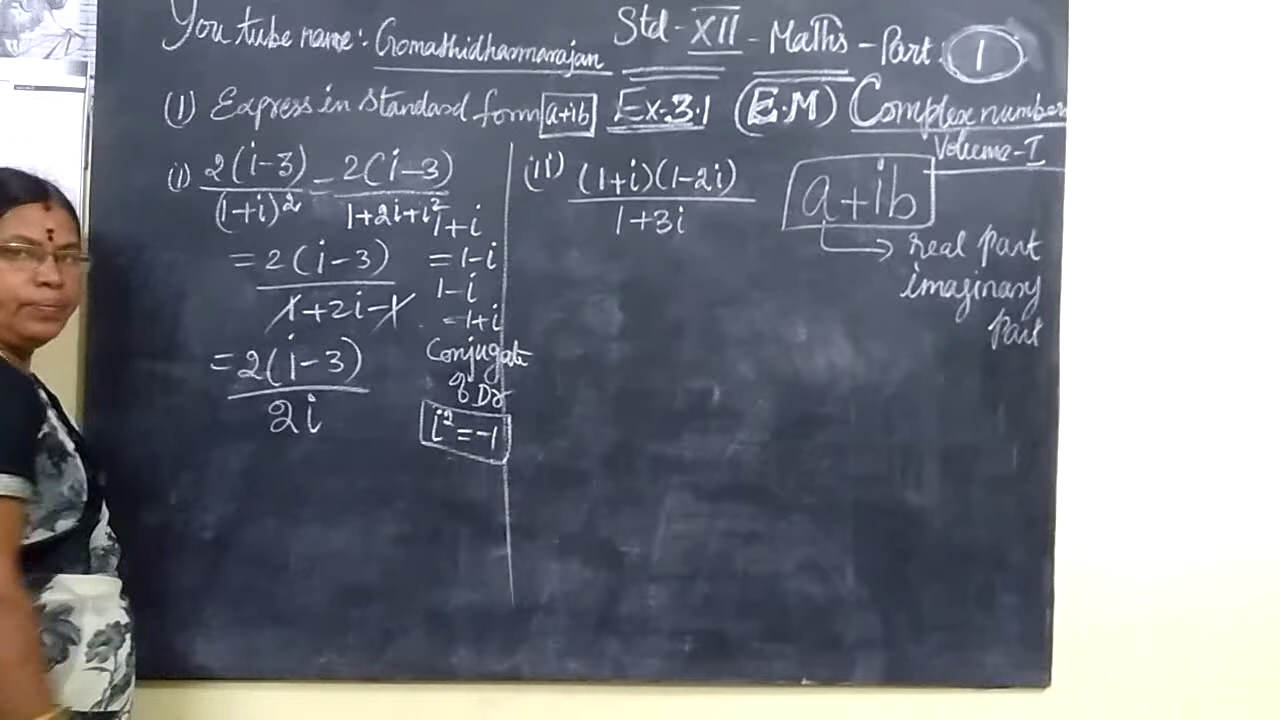 You tube name: Gomathidharmarajan Std-XII-Maths-Part. 1
(1) Express in standard form a+ib Ex-3.1 (E.M) Complex number
Volume-I
(i) 2(i-3)/(1+i)² = 2(i-3)/1+2i+i²
= 2(i-3)/1+2i-1
= 2(i-3)/2i
1+i
= 1-i
1-i
= 1+i
Conjugate
of Dr
i² = -1
(ii) (1+i)(1-2i)/1+3i
a+ib
real part
imaginary
part